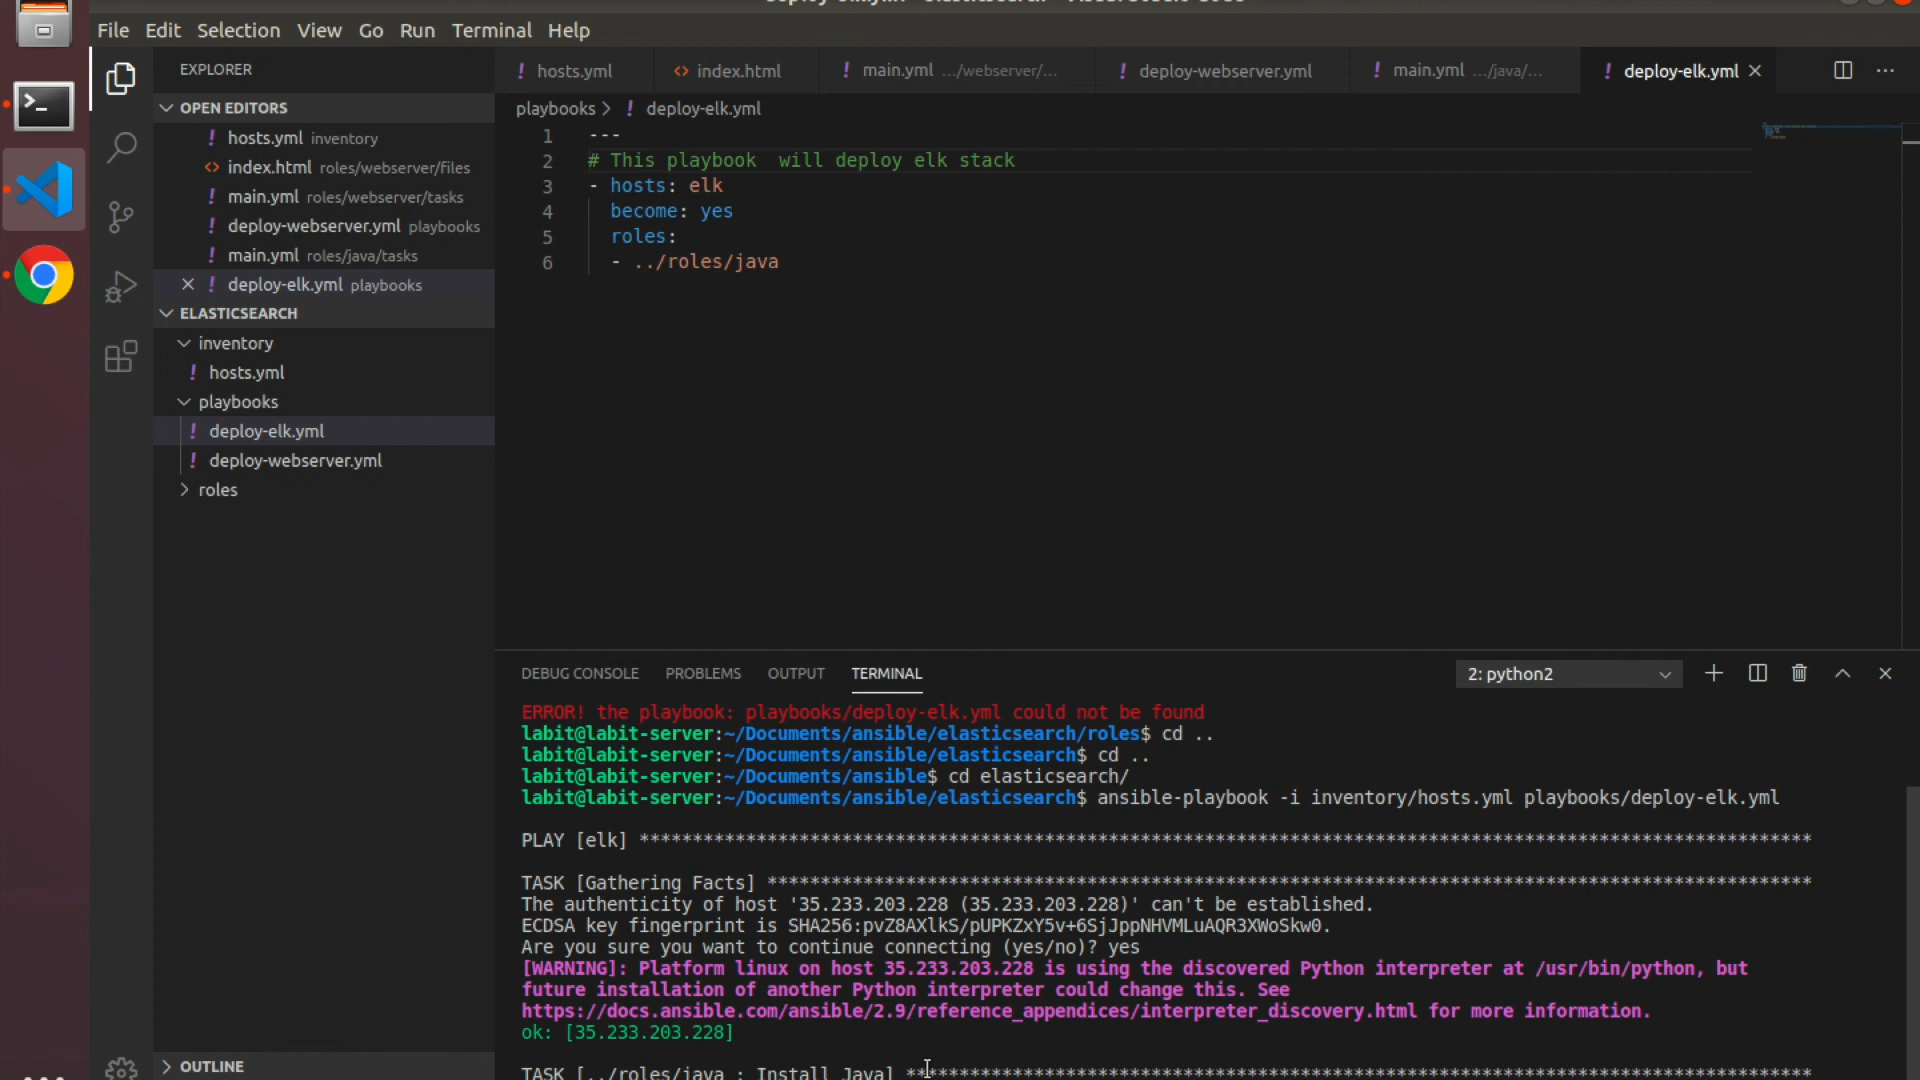 File Edit Selection View Go Run Terminal Help
EXPLORER
OPEN EDITORS
! hosts.yml inventory
<> index.html roles/webserver/files
! main.yml roles/webserver/tasks
! deploy-webserver.yml playbooks
! main.yml roles/java/tasks
! deploy-elk.yml playbooks
ELASTICSEARCH
inventory
! hosts.yml
playbooks
! deploy-elk.yml
! deploy-webserver.yml
roles
OUTLINE
! hosts.yml <> index.html ! main.yml .../webserver/... ! deploy-webserver.yml ! main.yml .../java/... ! deploy-elk.yml
playbooks > ! deploy-elk.yml
1 ---
2 # This playbook  will deploy elk stack
3 - hosts: elk
4   become: yes
5   roles:
6   - ../roles/java
DEBUG CONSOLE PROBLEMS OUTPUT TERMINAL 2: python2
ERROR! the playbook: playbooks/deploy-elk.yml could not be found
labit@labit-server:~/Documents/ansible/elasticsearch/roles$ cd ..
labit@labit-server:~/Documents/ansible/elasticsearch$ cd ..
labit@labit-server:~/Documents/ansible$ cd elasticsearch/
labit@labit-server:~/Documents/ansible/elasticsearch$ ansible-playbook -i inventory/hosts.yml playbooks/deploy-elk.yml
PLAY [elk] **************************************************************************************************************
TASK [Gathering Facts] **************************************************************************************************
The authenticity of host '35.233.203.228 (35.233.203.228)' can't be established.
ECDSA key fingerprint is SHA256:pvZ8AXlkS/pUPKZxY5v+6SjJppNHVMLuAQR3XWoSkw0.
Are you sure you want to continue connecting (yes/no)? yes
[WARNING]: Platform linux on host 35.233.203.228 is using the discovered Python interpreter at /usr/bin/python, but
future installation of another Python interpreter could change this. See
https://docs.ansible.com/ansible/2.9/reference_appendices/interpreter_discovery.html for more information.
ok: [35.233.203.228]
TASK [../roles/java : Install Java] *************************************************************************************